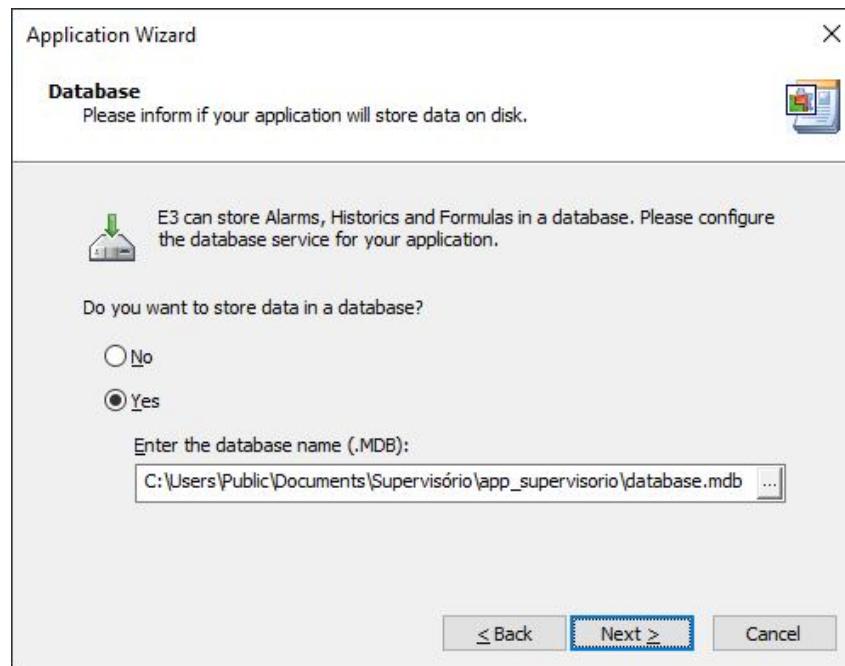 Application Wizard
Database
Please inform if your application will store data on disk.
E3 can store Alarms, Historics and Formulas in a database. Please configure
the database service for your application.
Do you want to store data in a database?
No
Yes
Enter the database name (.MDB):
C:\Users\Public\Documents\Supervisório\app_supervisorio\database.mdb ...
< Back Next > Cancel